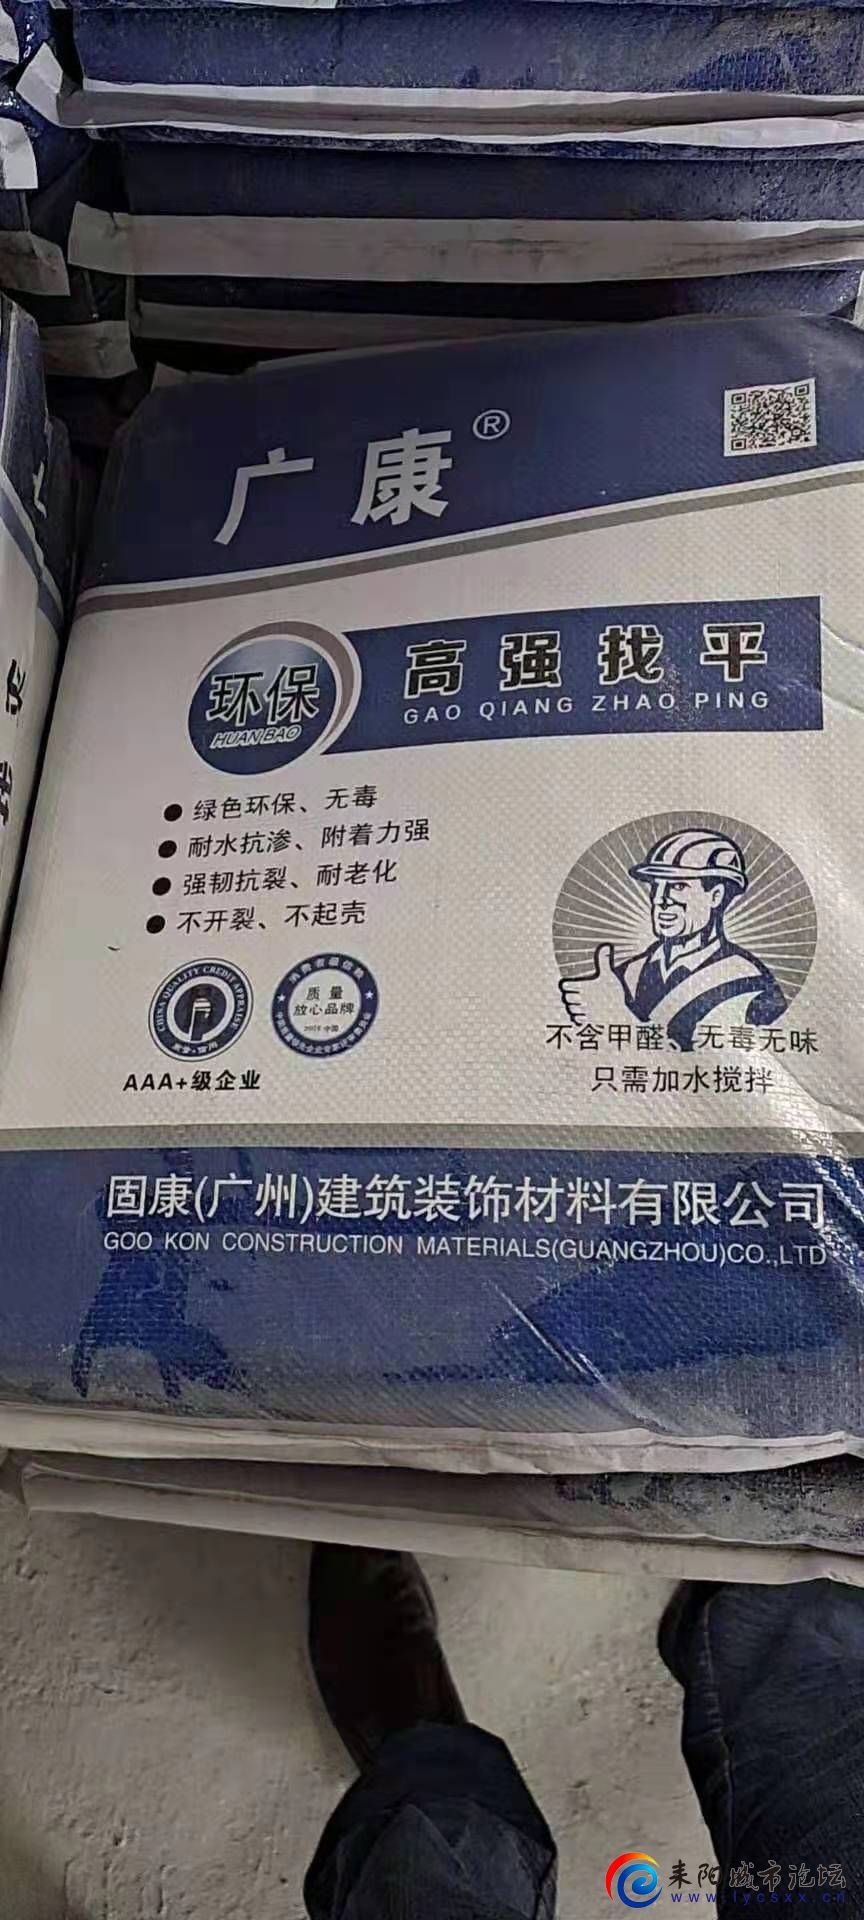 广康®
环保
HUAN BAO
高强找平
GAO QIANG ZHAO PING
● 绿色环保、无毒
● 耐水抗渗、附着力强
● 强韧抗裂、耐老化
● 不开裂、不起壳
CHINA QUALITY CREDIT APPRAISE
质量
放心品牌
AAA+级企业
不含甲醛、无毒无味
只需加水搅拌
固康(广州)建筑装饰材料有限公司
GOO KON CONSTRUCTION MATERIALS(GUANGZHOU)CO.,LTD
耒阳城市论坛
www.lycsxx.cn